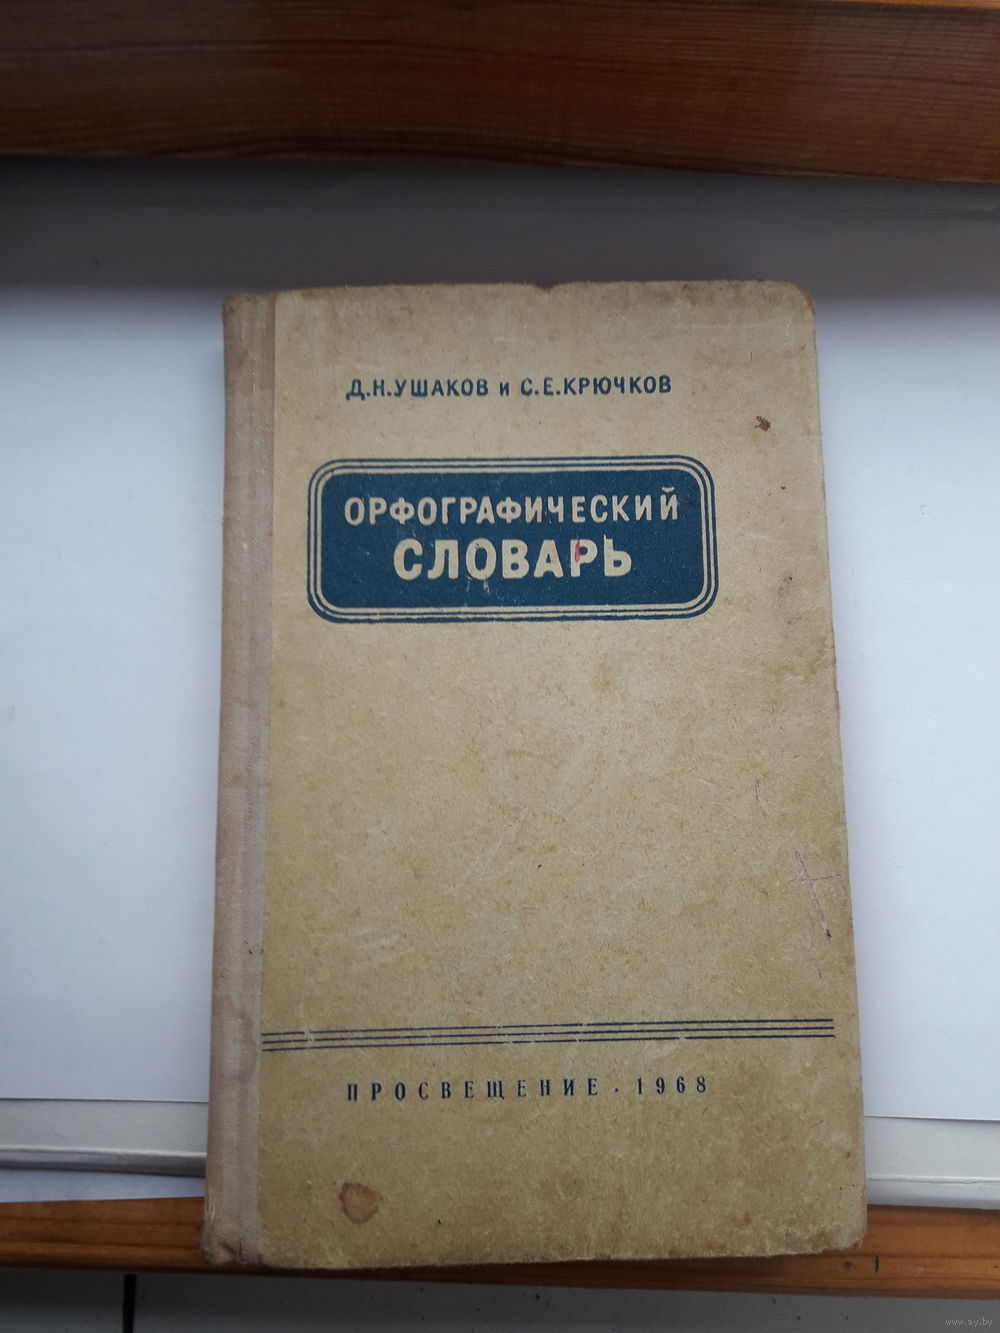 Д.Н.УШАКОВ и С.Е.КРЮЧКОВ
ОРФОГРАФИЧЕСКИЙ
СЛОВАРЬ
ПРОСВЕЩЕНИЕ · 1968
www.ay.by